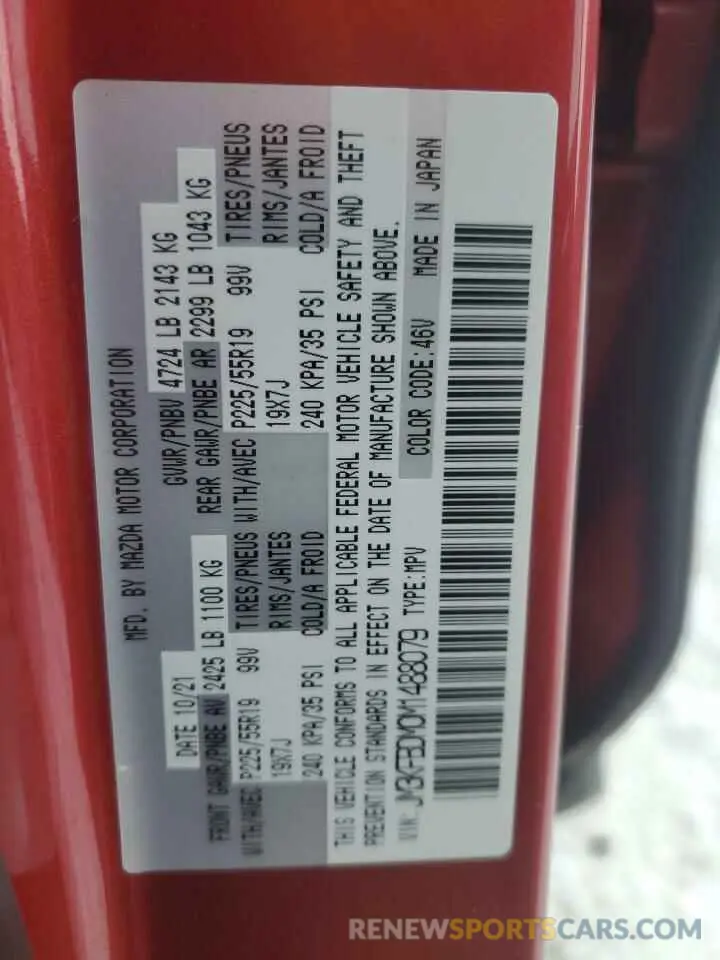 MFD. BY MAZDA MOTOR CORPORATION
DATE 10/21 GVWR/PNBV 4724 LB 2143 KG
FRONT GAWR/PNBE AV 2425 LB 1100 KG REAR GAWR/PNBE AR 2299 LB 1043 KG
WITH/AVEC P225/55R19 99V TIRES/PNEUS WITH/AVEC P225/55R19 99V TIRES/PNEUS
19X7J RIMS/JANTES 19X7J RIMS/JANTES
240 KPA/35 PSI COLD/A FROID 240 KPA/35 PSI COLD/A FROID
THIS VEHICLE CONFORMS TO ALL APPLICABLE FEDERAL MOTOR VEHICLE SAFETY AND THEFT
PREVENTION STANDARDS IN EFFECT ON THE DATE OF MANUFACTURE SHOWN ABOVE.
VIN: JM3KFBDM0M1488079 TYPE:MPV COLOR CODE:46V MADE IN JAPAN
RENEWSPORTSCARS.COM